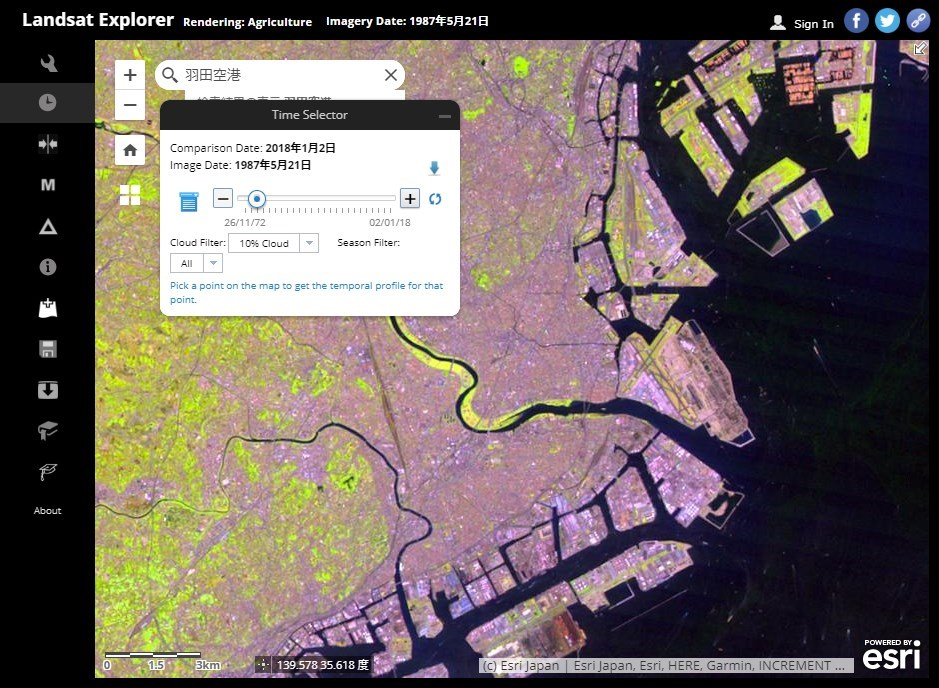 Landsat Explorer Rendering: Agriculture Imagery Date: 1987年5月21日
Sign In
羽田空港
Time Selector
Comparison Date: 2018年1月2日
Image Date: 1987年5月21日
26/11/72 02/01/18
Cloud Filter: 10% Cloud Season Filter:
All
Pick a point on the map to get the temporal profile for that
point.
M
About
0 1.5 3km
139.578 35.618 度
(c) Esri Japan | Esri Japan, Esri, HERE, Garmin, INCREMENT ...
POWERED BY
esri